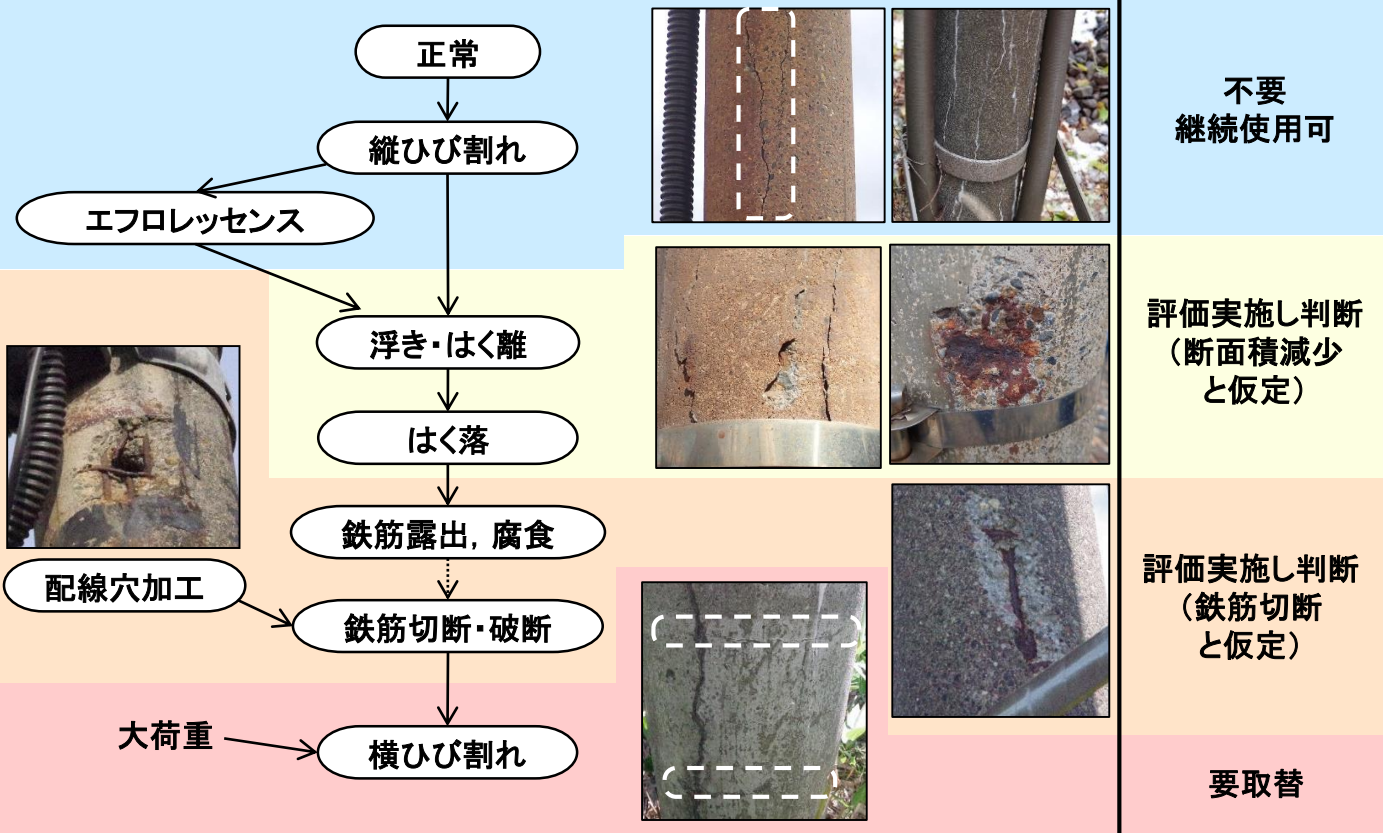 正常
縦ひび割れ
エフロレッセンス
浮き・はく離
はく落
鉄筋露出，腐食
配線穴加工
鉄筋切断・破断
大荷重
横ひび割れ
不要
継続使用可
評価実施し判断
（断面積減少
と仮定）
評価実施し判断
（鉄筋切断
と仮定）
要取替